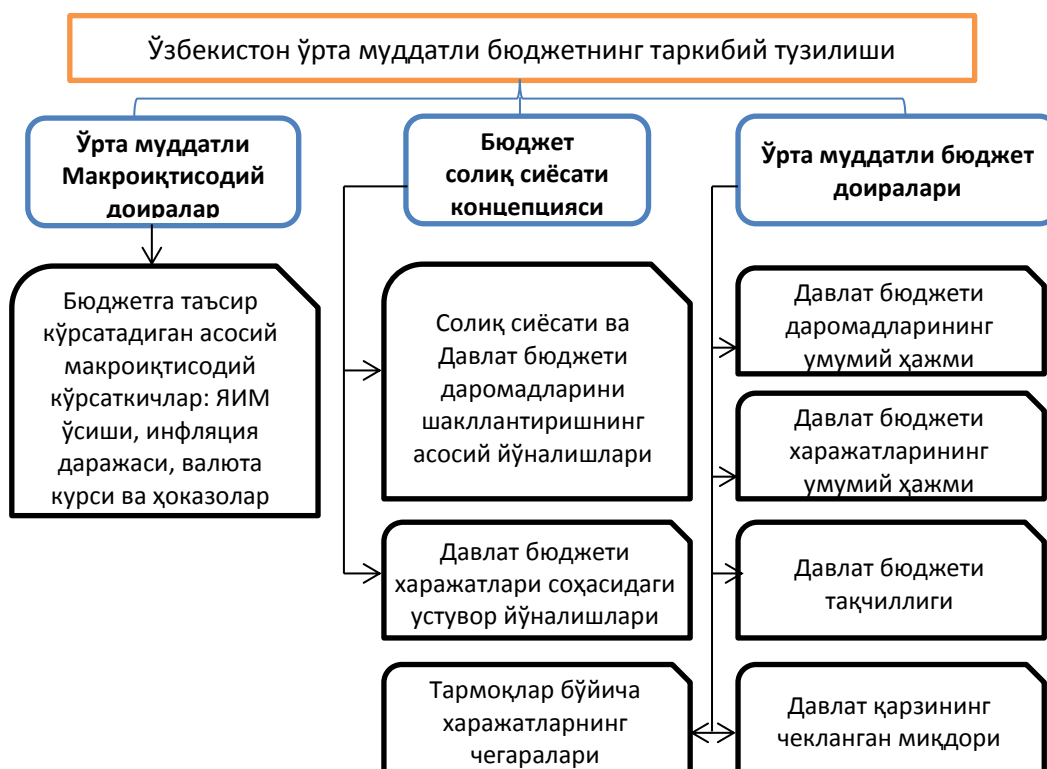 Ўзбекистон ўрта муддатли бюджетнинг таркибий тузилиши
Ўрта муддатли
Макроиқтисодий
доиралар
Бюджет
солиқ сиёсати
концепцияси
Ўрта муддатли бюджет
доиралари
Бюджетга таъсир
кўрсатадиган асосий
макроиқтисодий
кўрсаткичлар: ЯИМ
ўсиши, инфляция
даражаси, валюта
курси ва ҳоказолар
Солиқ сиёсати ва
Давлат бюджети
даромадларини
шакллантиришнинг
асосий йўналишлари
Давлат бюджети
харажатлари соҳасидаги
устувор йўналишлари
Давлат бюджети
даромадларининг
умумий ҳажми
Давлат бюджети
харажатларининг
умумий ҳажми
Давлат бюджети
тақчиллиги
Тармоқлар бўйича
харажатларнинг
чегаралари
Давлат қарзининг
чекланган миқдори